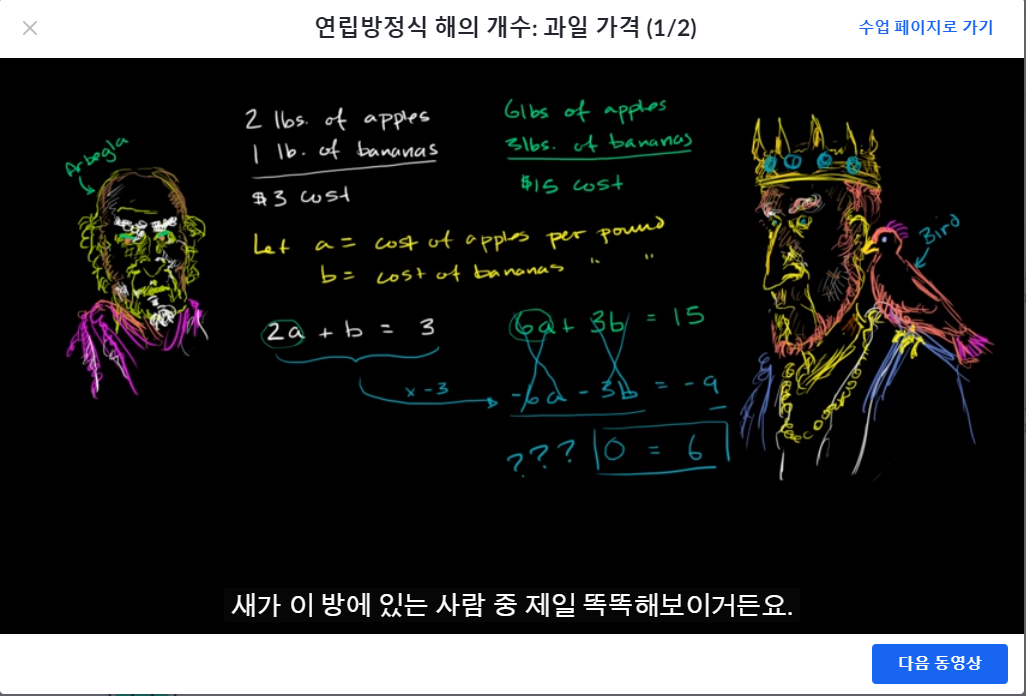 연립방정식 해의 개수: 과일 가격 (1/2)
수업 페이지로 가기
Arbegla
2 lbs. of apples
1 lb. of bananas
$3 cost
6lbs of apples
3lbs. of bananas
$15 cost
Let a = cost of apples per pound
b = cost of bananas " "
Bird
2a + b = 3
6a + 3b = 15
x -3
-6a - 3b = -9
??? 0 = 6
새가 이 방에 있는 사람 중 제일 똑똑해보이거든요.
다음 동영상